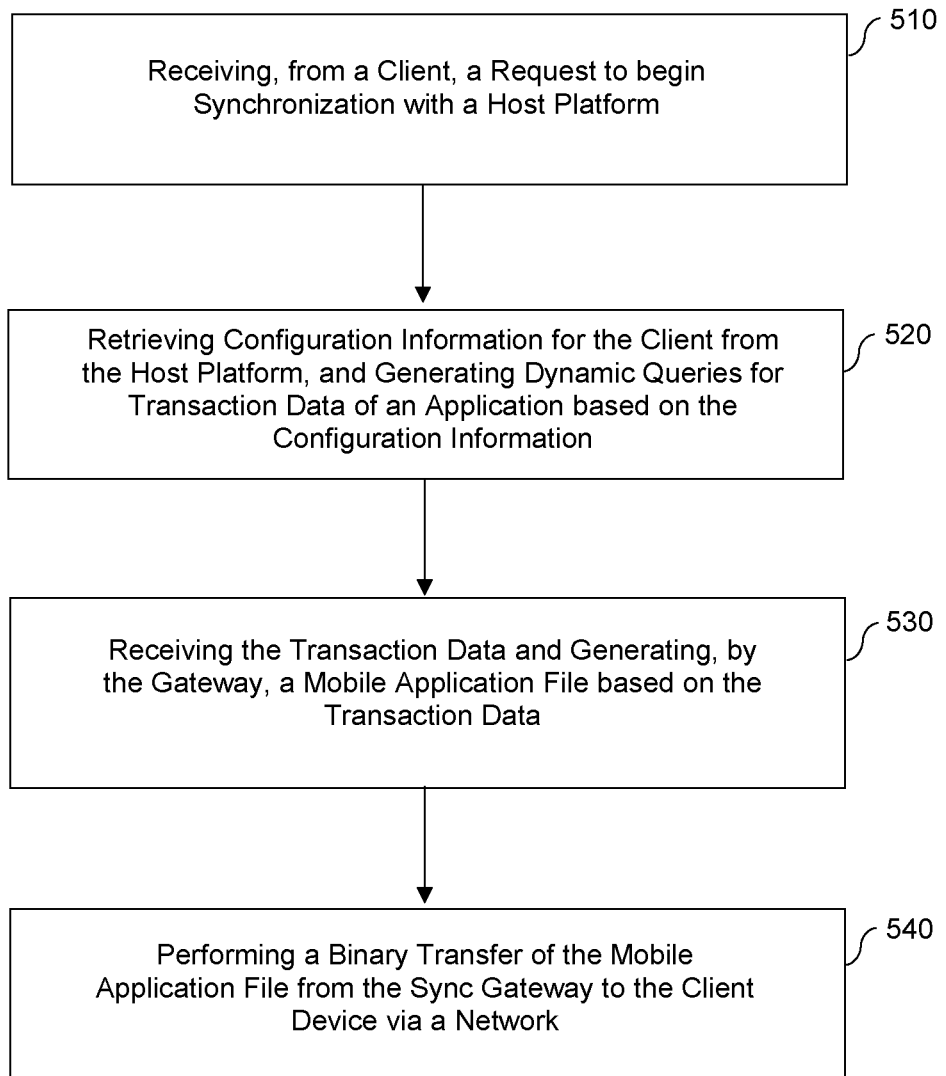 510
Receiving, from a Client, a Request to begin
Synchronization with a Host Platform
520
Retrieving Configuration Information for the Client from
the Host Platform, and Generating Dynamic Queries for
Transaction Data of an Application based on the
Configuration Information
530
Receiving the Transaction Data and Generating, by
the Gateway, a Mobile Application File based on the
Transaction Data
540
Performing a Binary Transfer of the Mobile
Application File from the Sync Gateway to the Client
Device via a Network